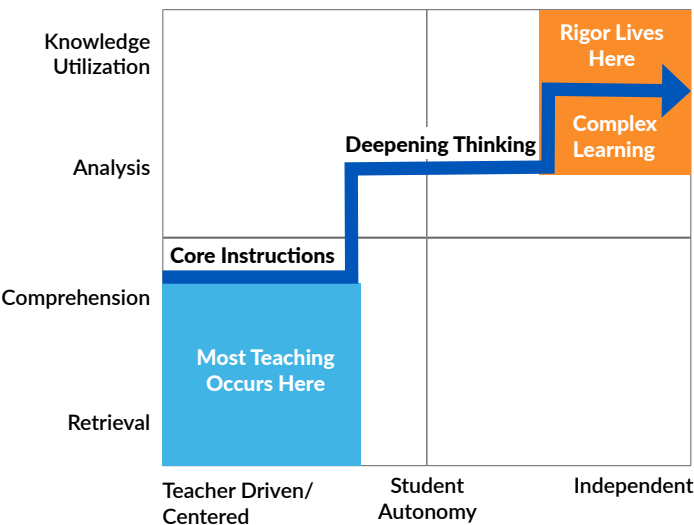 Knowledge
Utilization
Rigor Lives
Here
Complex
Learning
Deepening Thinking
Analysis
Core Instructions
Comprehension
Most Teaching
Occurs Here
Retrieval
Teacher Driven/
Centered
Student
Autonomy
Independent